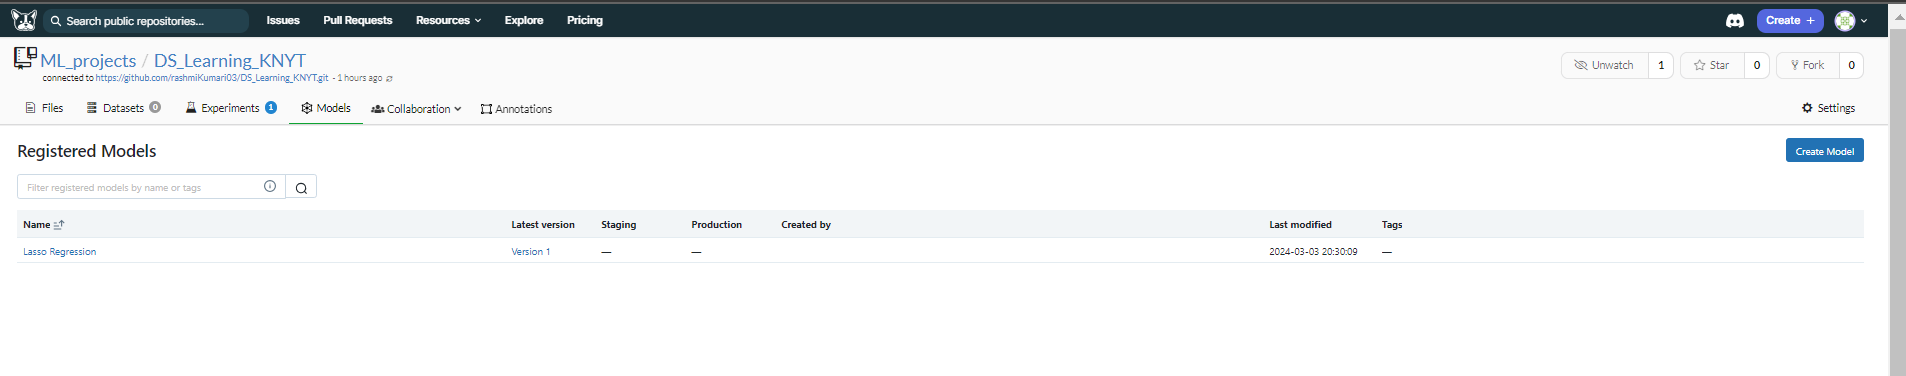 Search public repositories... Issues Pull Requests Resources Explore Pricing Create +
ML_projects / DS_Learning_KNYT
connected to https://github.com/rashmiKumari03/DS_Learning_KNYT.git - 1 hours ago
Unwatch 1 Star 0 Fork 0
Files Datasets 0 Experiments 1 Models Collaboration Annotations Settings
Registered Models
Create Model
Filter registered models by name or tags
Name Latest version Staging Production Created by Last modified Tags
Lasso Regression Version 1 — — 2024-03-03 20:30:09 —